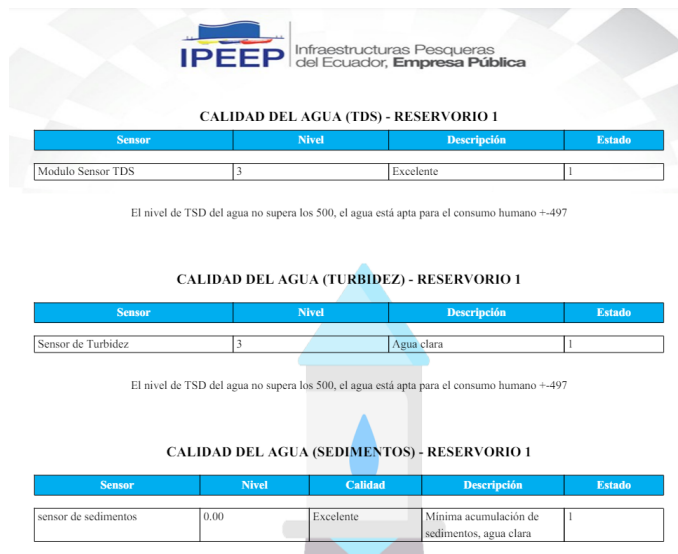 IPEEP
Infraestructuras Pesqueras
del Ecuador, Empresa Pública
CALIDAD DEL AGUA (TDS) - RESERVORIO 1
Sensor Nivel Descripción Estado
Modulo Sensor TDS 3 Excelente 1
El nivel de TSD del agua no supera los 500, el agua está apta para el consumo humano +-497
CALIDAD DEL AGUA (TURBIDEZ) - RESERVORIO 1
Sensor Nivel Descripción Estado
Sensor de Turbidez 3 Agua clara 1
El nivel de TSD del agua no supera los 500, el agua está apta para el consumo humano +-497
CALIDAD DEL AGUA (SEDIMENTOS) - RESERVORIO 1
Sensor Nivel Calidad Descripción Estado
sensor de sedimentos 0.00 Excelente Mínima acumulación de 1
sedimentos, agua clara